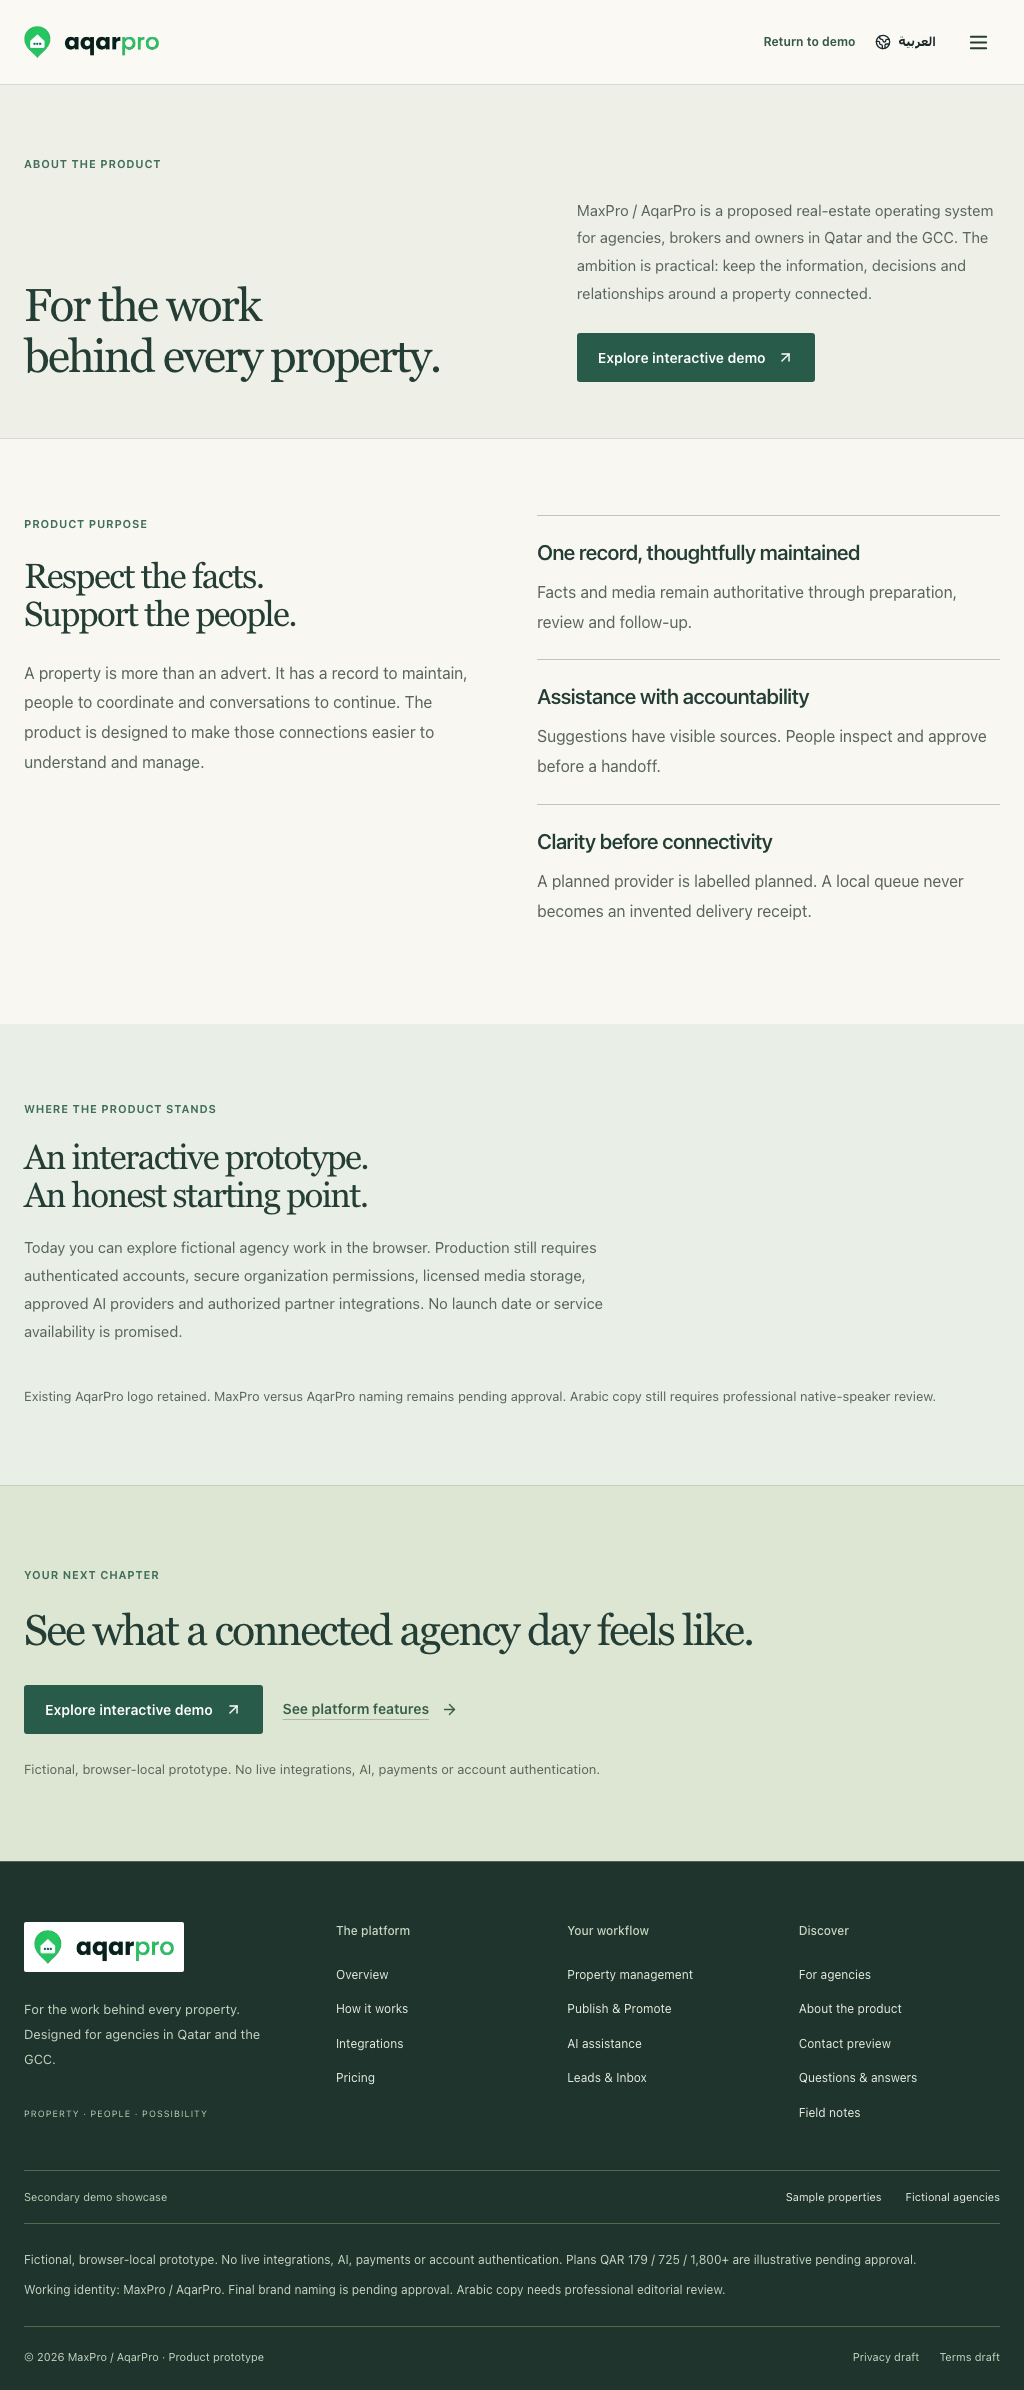 aqarpro
Return to demo
العربية
ABOUT THE PRODUCT
For the work
behind every property.
MaxPro / AqarPro is a proposed real-estate operating system
for agencies, brokers and owners in Qatar and the GCC. The
ambition is practical: keep the information, decisions and
relationships around a property connected.
Explore interactive demo
PRODUCT PURPOSE
Respect the facts.
Support the people.
A property is more than an advert. It has a record to maintain,
people to coordinate and conversations to continue. The
product is designed to make those connections easier to
understand and manage.
One record, thoughtfully maintained
Facts and media remain authoritative through preparation,
review and follow-up.
Assistance with accountability
Suggestions have visible sources. People inspect and approve
before a handoff.
Clarity before connectivity
A planned provider is labelled planned. A local queue never
becomes an invented delivery receipt.
WHERE THE PRODUCT STANDS
An interactive prototype.
An honest starting point.
Today you can explore fictional agency work in the browser. Production still requires
authenticated accounts, secure organization permissions, licensed media storage,
approved AI providers and authorized partner integrations. No launch date or service
availability is promised.
Existing AqarPro logo retained. MaxPro versus AqarPro naming remains pending approval. Arabic copy still requires professional native-speaker review.
YOUR NEXT CHAPTER
See what a connected agency day feels like.
Explore interactive demo
See platform features
Fictional, browser-local prototype. No live integrations, AI, payments or account authentication.
aqarpro
For the work behind every property.
Designed for agencies in Qatar and the
GCC.
PROPERTY · PEOPLE · POSSIBILITY
The platform
Overview
How it works
Integrations
Pricing
Your workflow
Property management
Publish & Promote
AI assistance
Leads & Inbox
Discover
For agencies
About the product
Contact preview
Questions & answers
Field notes
Secondary demo showcase
Sample properties
Fictional agencies
Fictional, browser-local prototype. No live integrations, AI, payments or account authentication. Plans QAR 179 / 725 / 1,800+ are illustrative pending approval.
Working identity: MaxPro / AqarPro. Final brand naming is pending approval. Arabic copy needs professional editorial review.
© 2026 MaxPro / AqarPro · Product prototype
Privacy draft
Terms draft